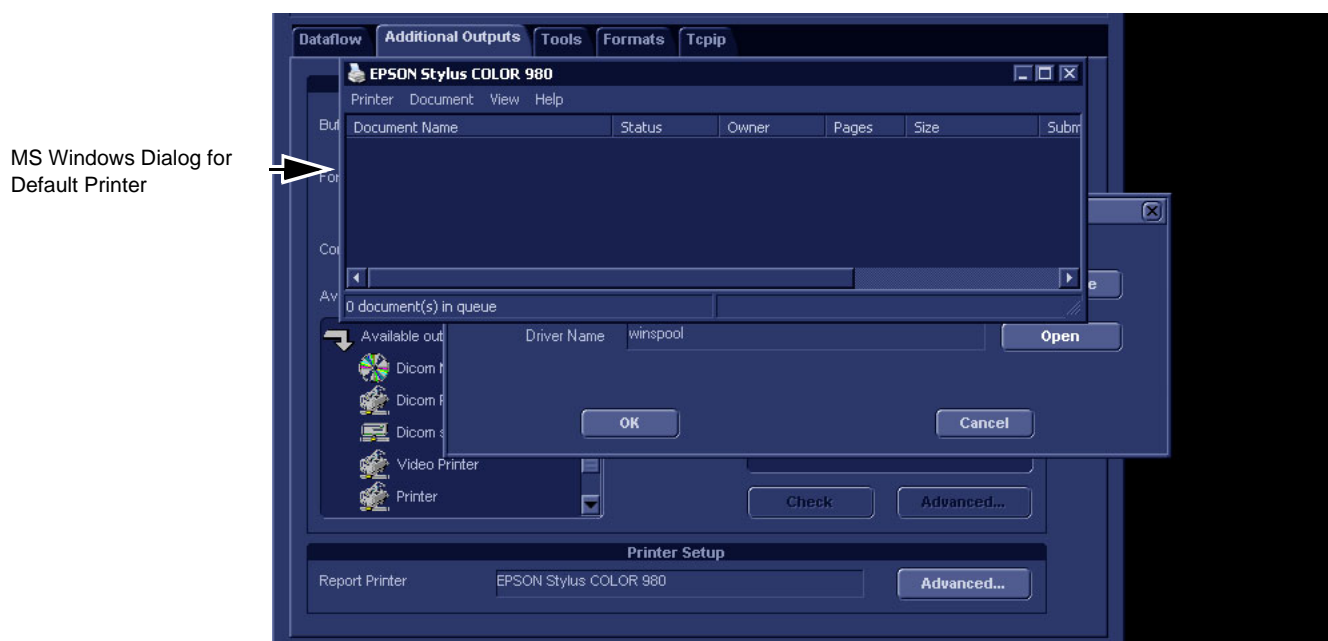 Dataflow Additional Outputs Tools Formats Tcpip
EPSON Stylus COLOR 980
Printer Document View Help
Document Name Status Owner Pages Size Subm
MS Windows Dialog for
Default Printer
0 document(s) in queue
Driver Name winspool Open
Available out
Dicom
Dicom
Dicom
OK Cancel
Video Printer
Printer
Check Advanced...
Printer Setup
Report Printer EPSON Stylus COLOR 980 Advanced...